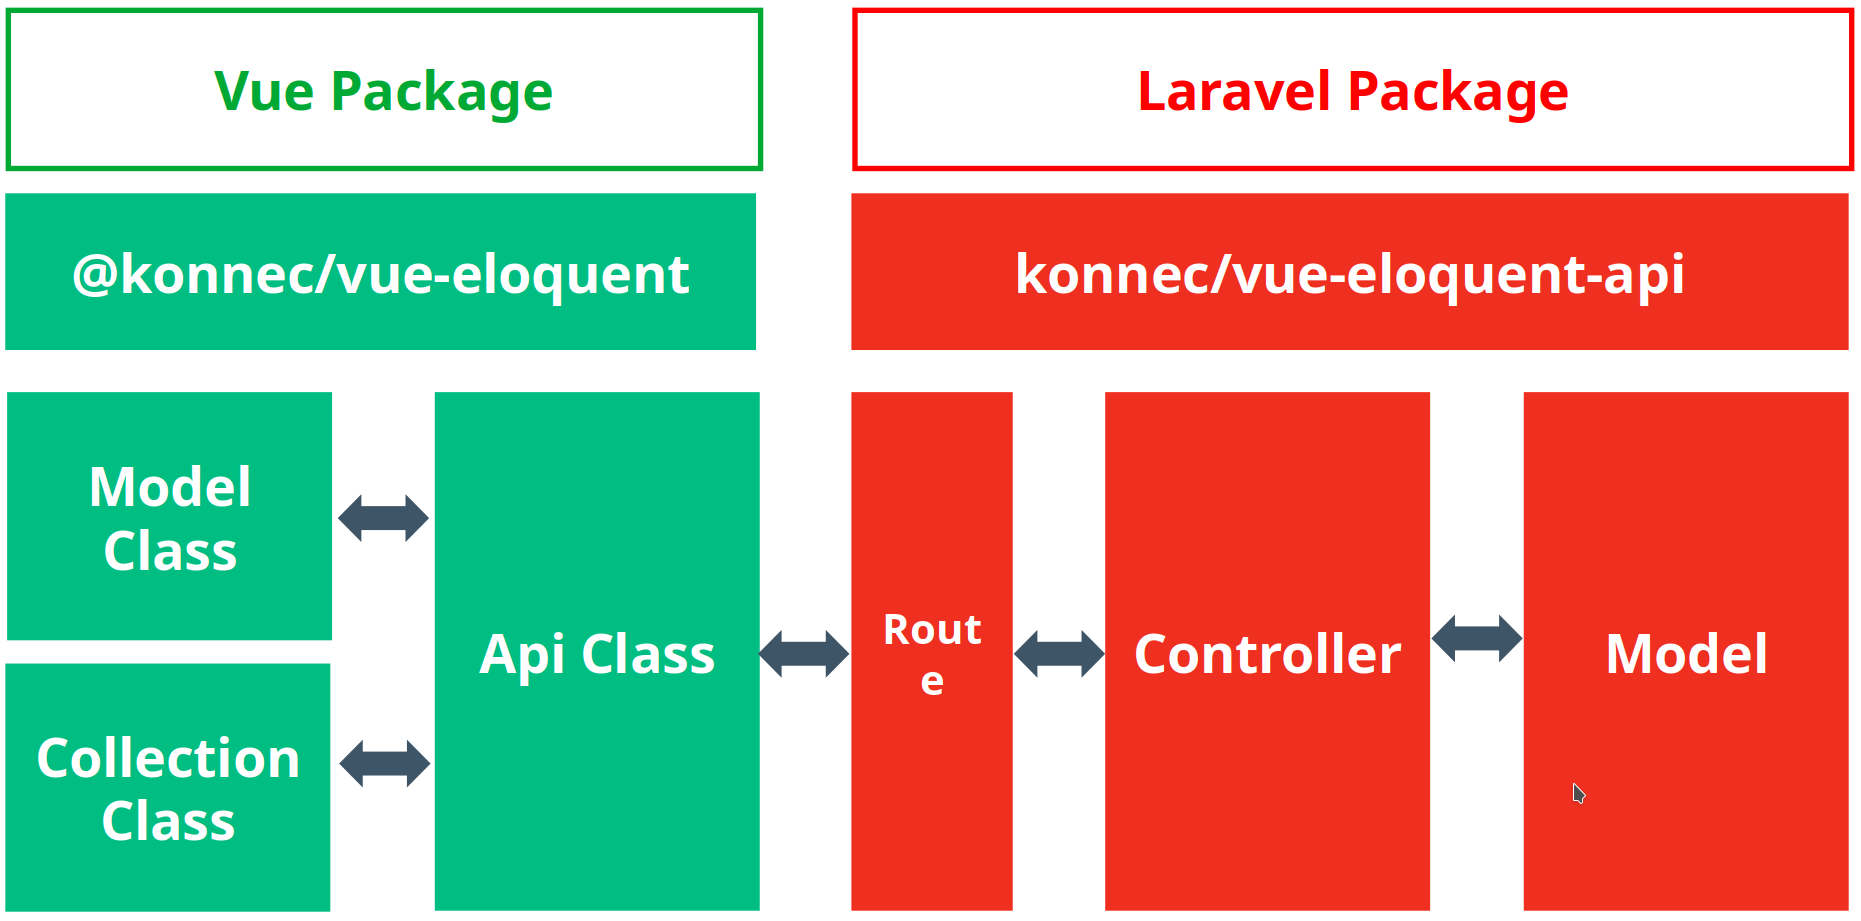 Vue Package
Laravel Package
@konnec/vue-eloquent
konnec/vue-eloquent-api
Model
Class
Collection
Class
Api Class
Rout
e
Controller
Model